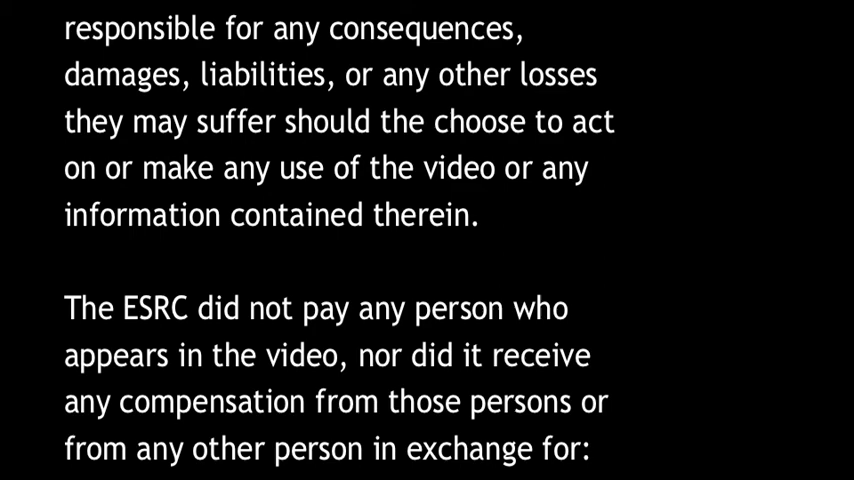 responsible for any consequences,
damages, liabilities, or any other losses
they may suffer should the choose to act
on or make any use of the video or any
information contained therein.
The ESRC did not pay any person who
appears in the video, nor did it receive
any compensation from those persons or
from any other person in exchange for: